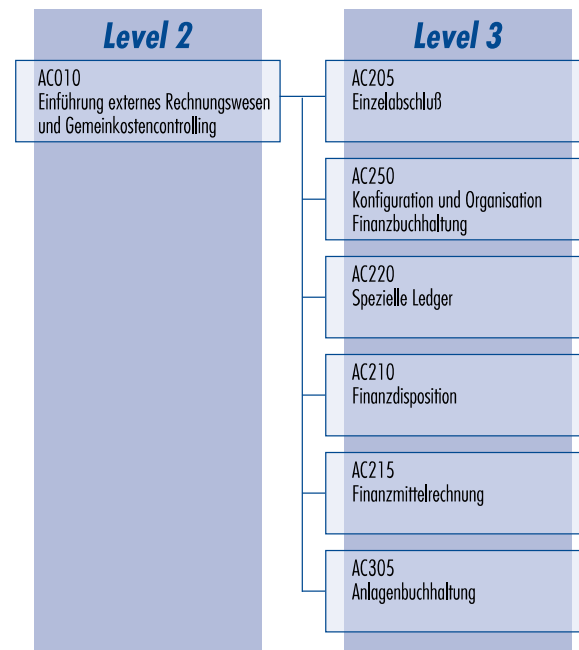 Level 2
Level 3
AC010
Einführung externes Rechnungswesen
und Gemeinkostencontrolling
AC205
Einzelabschluß
AC250
Konfiguration und Organisation
Finanzbuchhaltung
AC220
Spezielle Ledger
AC210
Finanzdisposition
AC215
Finanzmittelrechnung
AC305
Anlagenbuchhaltung